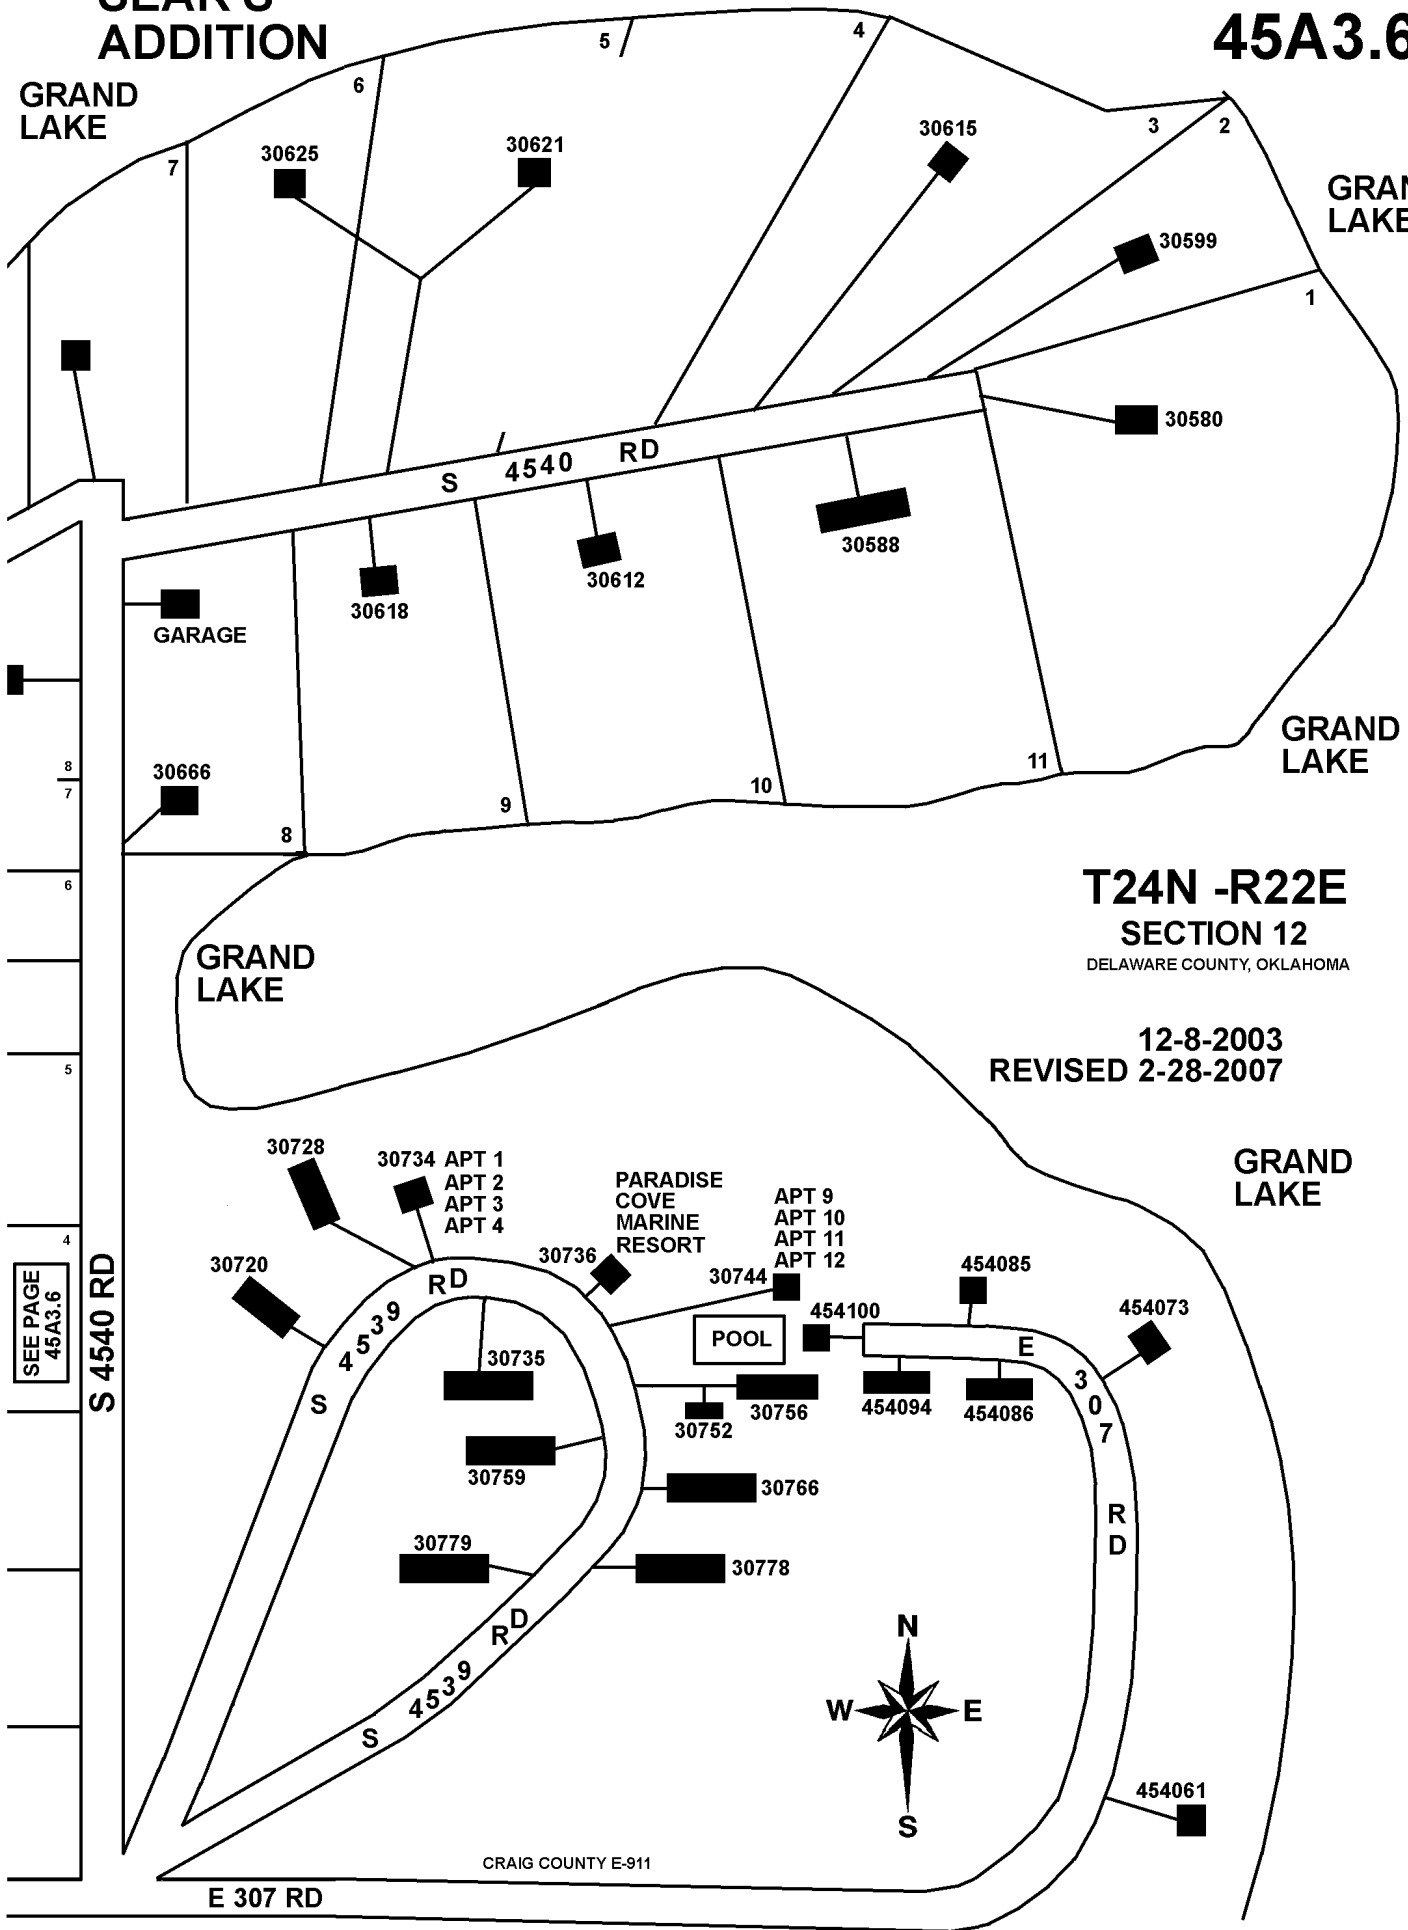 ADDITION
45A3.6
GRAND
LAKE
5
4
6
3
2
7
30625
30621
30615
30599
GRAND
LAKE
1
30580
S 4540 RD
30588
30612
30618
GARAGE
30666
8
7
8
9
10
11
GRAND
LAKE
6
T24N -R22E
SECTION 12
DELAWARE COUNTY, OKLAHOMA
GRAND
LAKE
12-8-2003
REVISED 2-28-2007
5
GRAND
LAKE
30728
30734 APT 1
APT 2
APT 3
APT 4
PARADISE
COVE
MARINE
RESORT
APT 9
APT 10
APT 11
APT 12
4
30720
30736
30744
454085
454100
454073
SEE PAGE
45A3.6
S 4540 RD
S 4539 RD
POOL
E 307 RD
30735
30756
30752
454094
454086
30759
30766
30779
30778
S 4539 RD
N
W
E
S
454061
CRAIG COUNTY E-911
E 307 RD